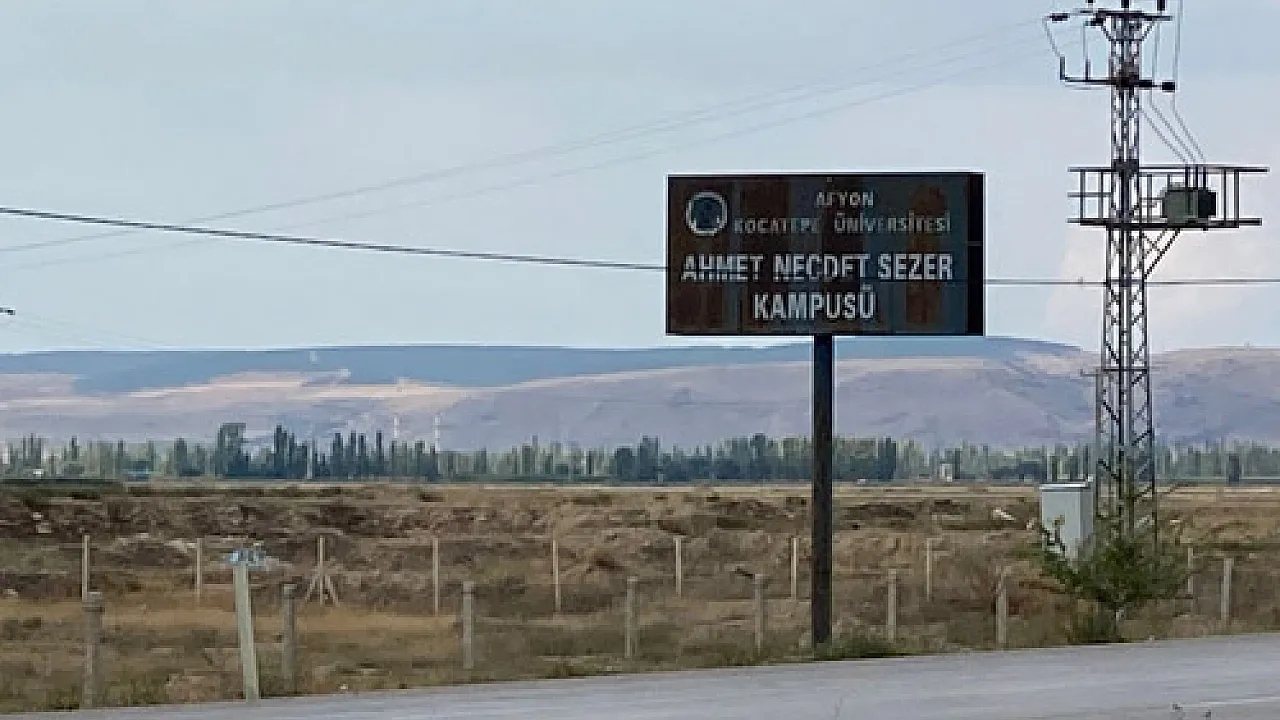 AFYON
KOCATEPE ÜNİVERSİTESİ
AHMET NECDET SEZER
KAMPUSÜ